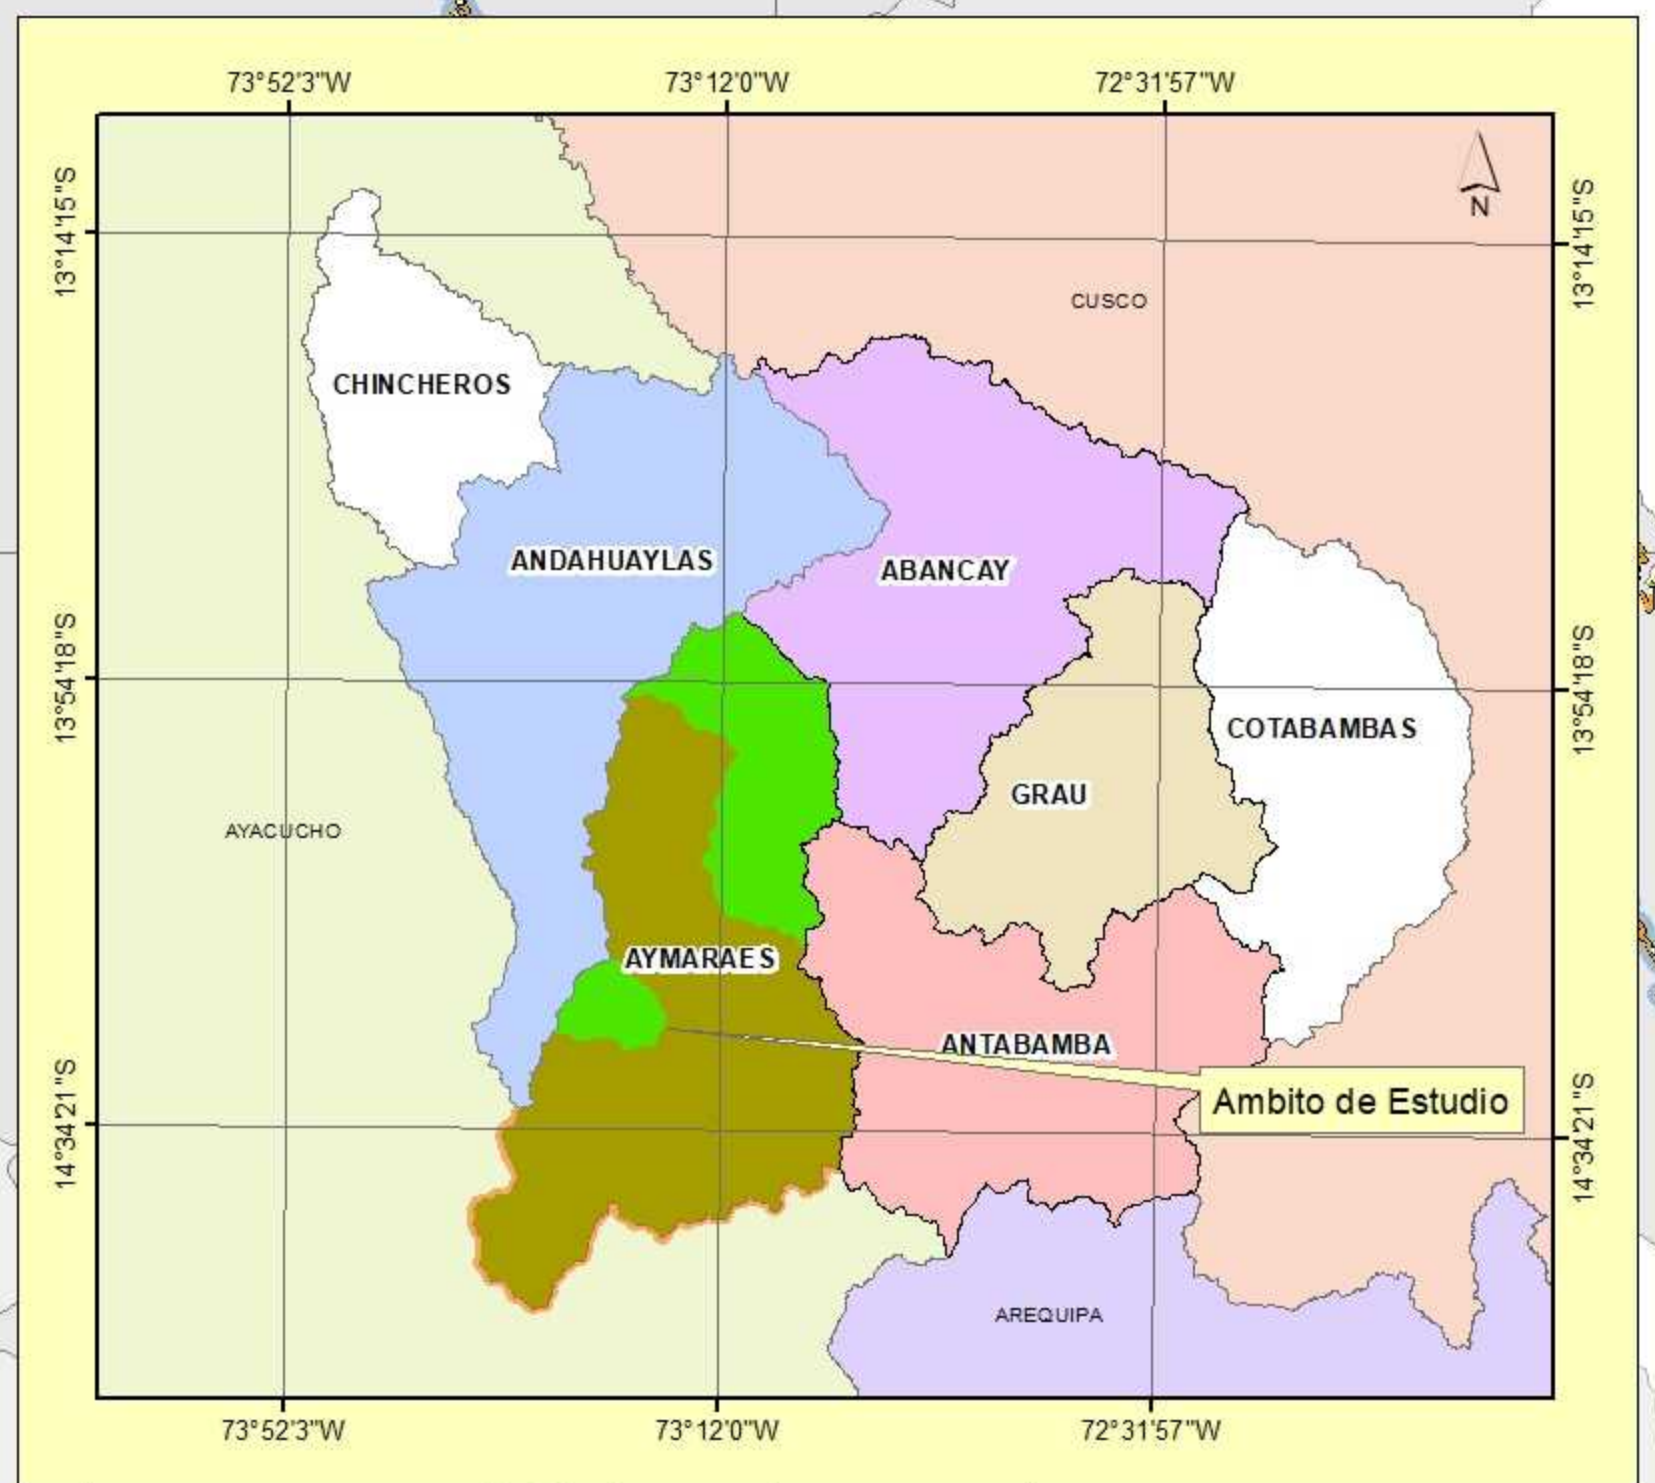 73°52'3"W 73°12'0"W 72°31'57"W
13°14'15"S
13°14'15"S
N
CUSCO
CHINCHEROS
ANDAHUAYLAS
ABANCAY
13°54'18"S
13°54'18"S
COTABAMBAS
GRAU
AYACUCHO
AYMARAES
ANTABAMBA
Ambito de Estudio
14°34'21"S
14°34'21"S
AREQUIPA
73°52'3"W 73°12'0"W 72°31'57"W